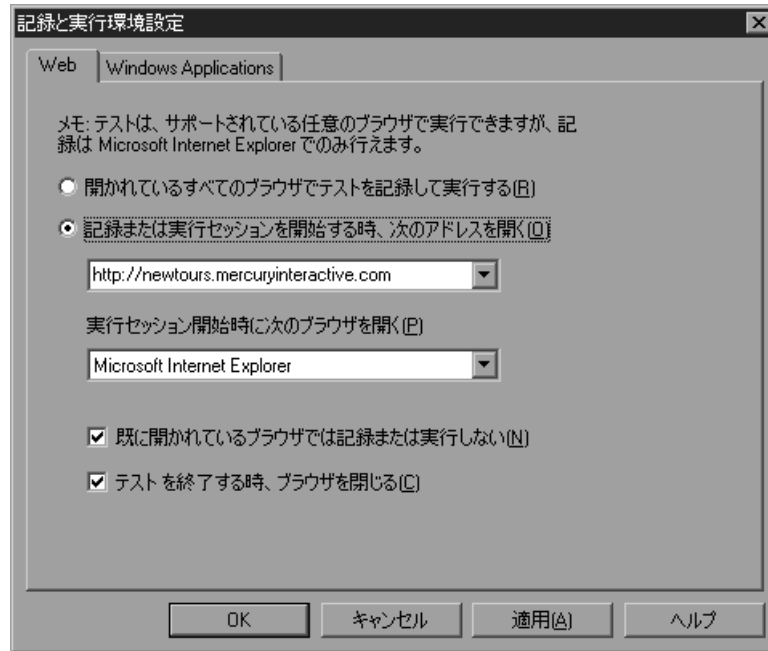 記録と実行環境設定
Web
Windows Applications
メモ: テストは、サポートされている任意のブラウザで実行できますが、記
録は Microsoft Internet Explorer でのみ行えます。
開かれているすべてのブラウザでテストを記録して実行する(R)
記録または実行セッションを開始する時、次のアドレスを開く(O)
http://newtours.mercuryinteractive.com
実行セッション開始時に次のブラウザを開く(P)
Microsoft Internet Explorer
既に開かれているブラウザでは記録または実行しない(N)
テストを終了する時、ブラウザを閉じる(C)
OK
キャンセル
適用(A)
ヘルプ